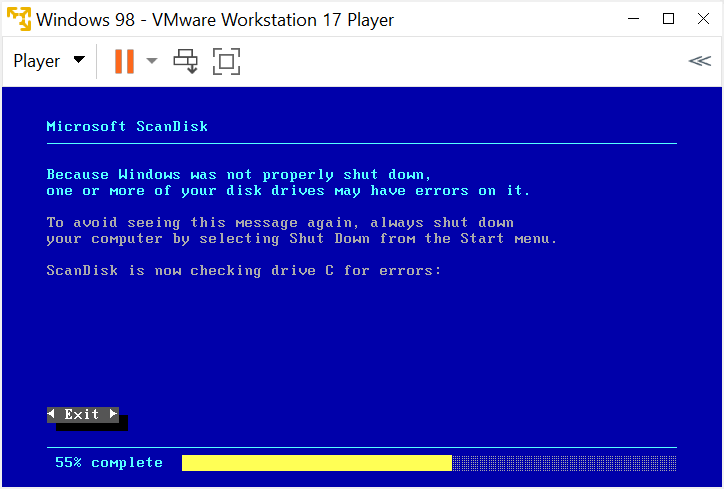 Windows 98 - VMware Workstation 17 Player
Player
Microsoft ScanDisk
Because Windows was not properly shut down,
one or more of your disk drives may have errors on it.
To avoid seeing this message again, always shut down
your computer by selecting Shut Down from the Start menu.
ScanDisk is now checking drive C for errors:
Exit
55% complete